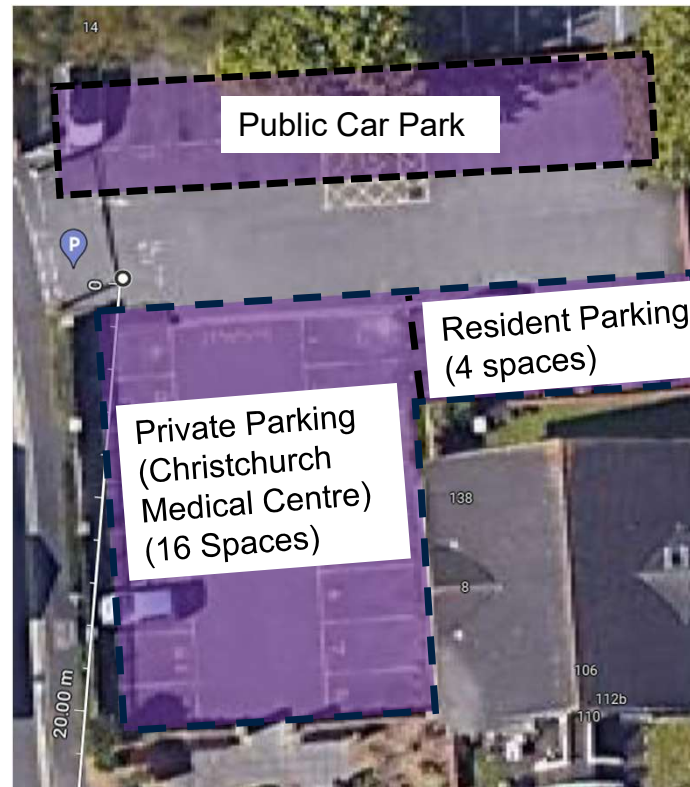 14
Public Car Park
P
0
Resident Parking
(4 spaces)
Private Parking
(Christchurch
Medical Centre)
(16 Spaces)
138
8
7
106
112b
110
20.00 m